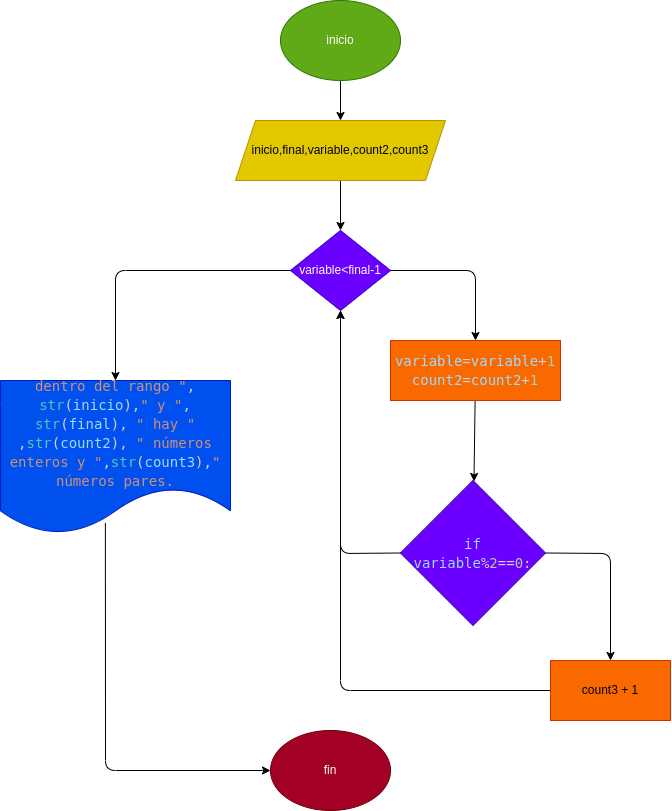 inicio
inicio,final,variable,count2,count3
variable<final-1
variable=variable+1
count2=count2+1
dentro del rango ",
str(inicio)," y ",
str(final), " hay "
,str(count2), " números
enteros y ",str(count3),"
números pares.
if
variable%2==0:
count3 + 1
fin